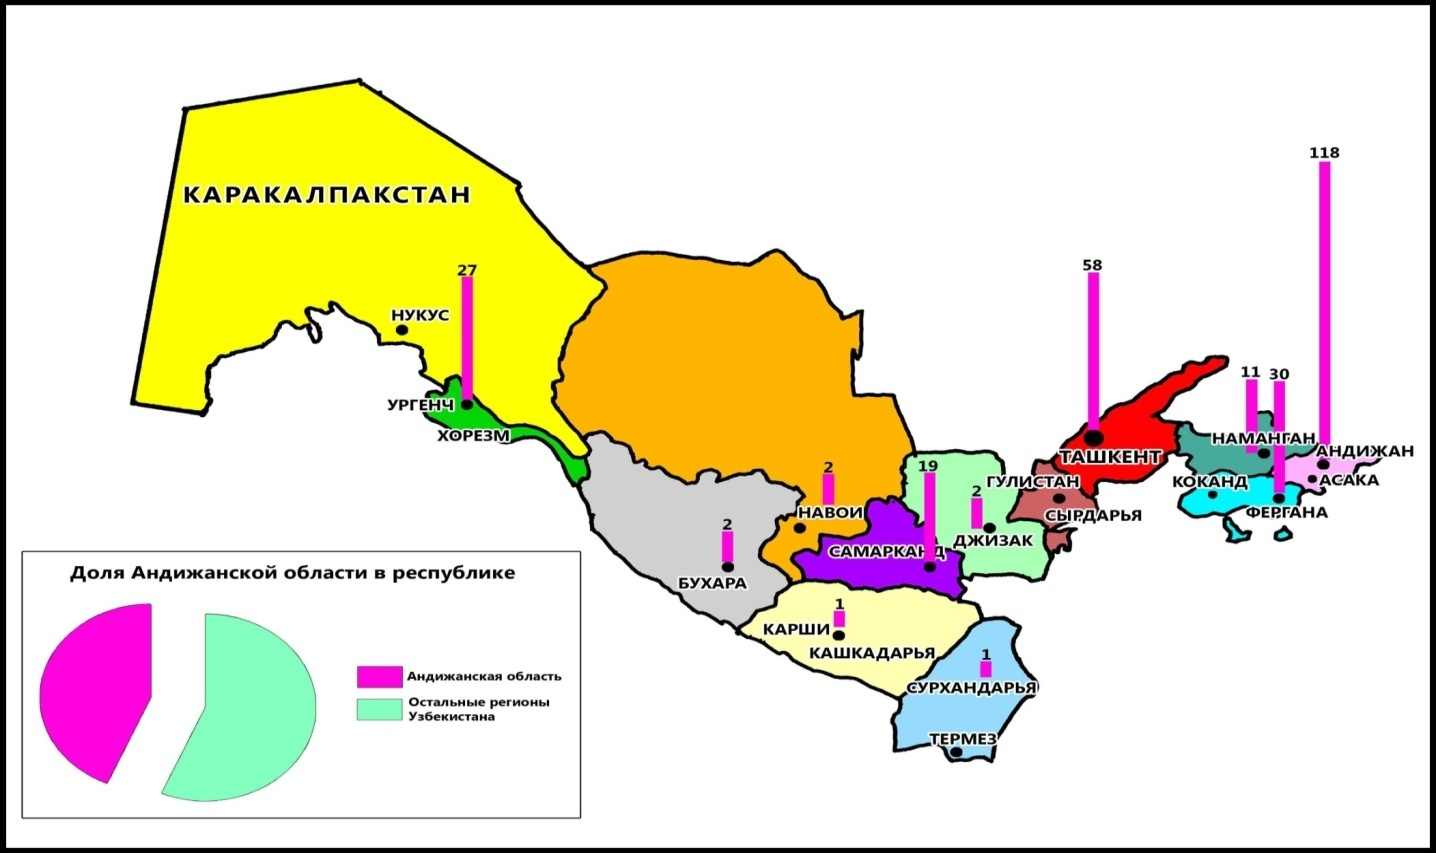 118
КАРАКАЛПАКСТАН
58
27
НУКУС
11
30
УРГЕНЧ
ХОРЕЗМ
НАМАНГАН
АНДИЖАН
ТАШКЕНТ
2
19
2
ГУЛИСТАН
КОКАНД
АСАКА
НАВОИ
СЫРДАРЬЯ
ФЕРГАНА
2
ДЖИЗАК
САМАРКАНД
БУХАРА
Доля Андижанской области в республике
1
КАРШИ
КАШКАДАРЬЯ
1
СУРХАНДАРЬЯ
Андижанская область
Остальные регионы
Узбекистана
ТЕРМЕЗ